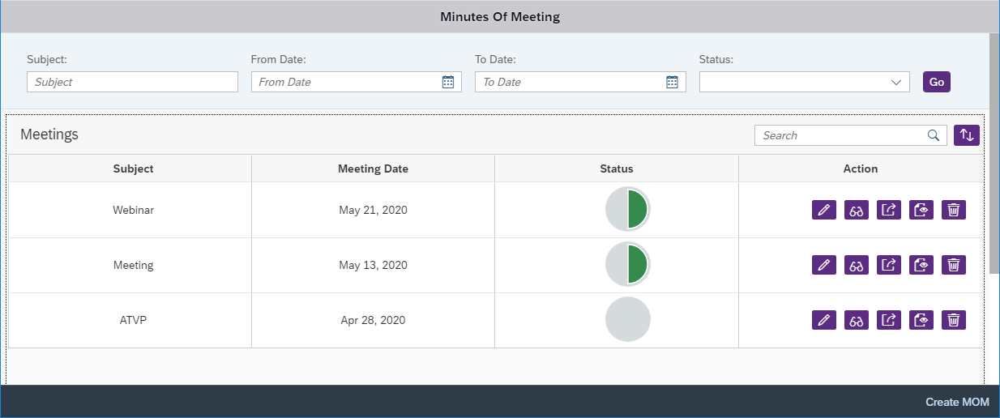 Minutes Of Meeting
Subject: From Date: To Date: Status:
Subject From Date To Date Go
Meetings Search
Subject Meeting Date Status Action
Webinar May 21, 2020
Meeting May 13, 2020
ATVP Apr 28, 2020
Create MOM